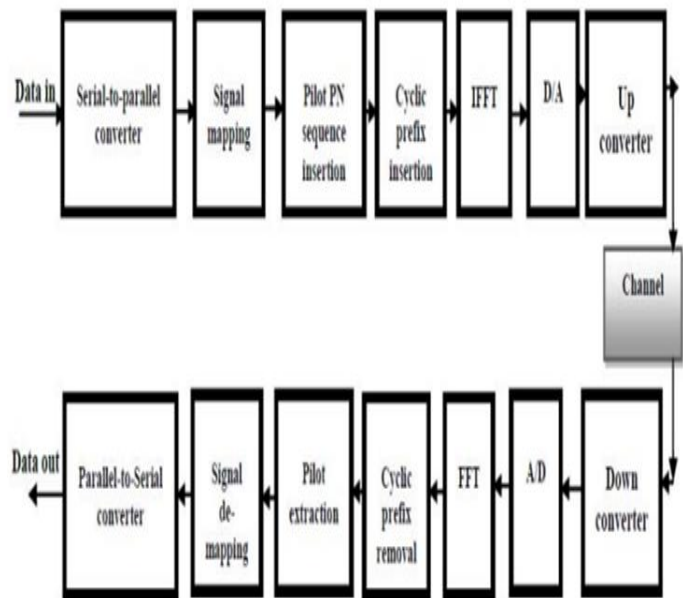 Data in
Serial-to-parallel
converter
Signal
mapping
Pilot PN
sequence
insertion
Cyclic
prefix
insertion
IFFT
D/A
Up
converter
Channel
Data out
Parallel-to-Serial
converter
Signal
de-
mapping
Pilot
extraction
Cyclic
prefix
removal
FFT
A/D
Down
converter